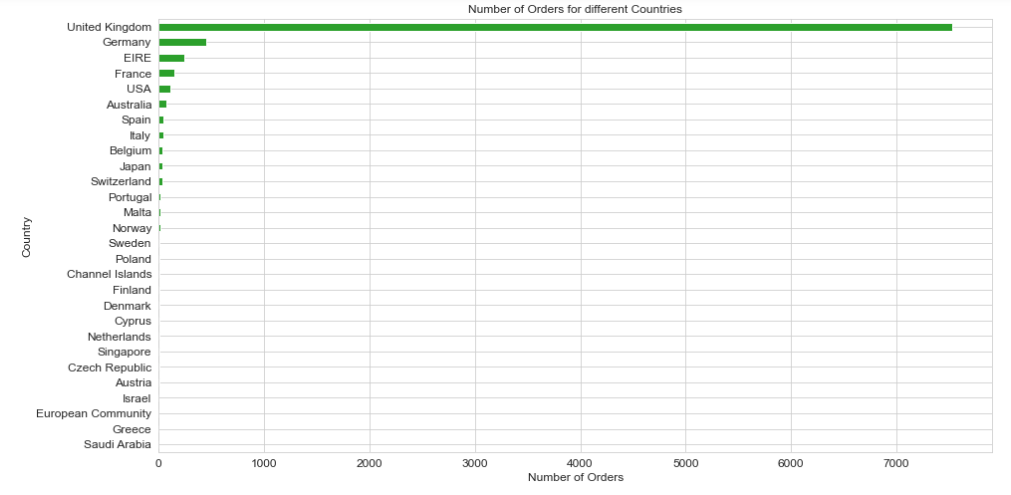 Number of Orders for different Countries
United Kingdom
Germany
EIRE
France
USA
Australia
Spain
Italy
Belgium
Japan
Switzerland
Portugal
Malta
Norway
Sweden
Poland
Channel Islands
Finland
Denmark
Cyprus
Netherlands
Singapore
Czech Republic
Austria
Israel
European Community
Greece
Saudi Arabia
Country
0 1000 2000 3000 4000 5000 6000 7000
Number of Orders